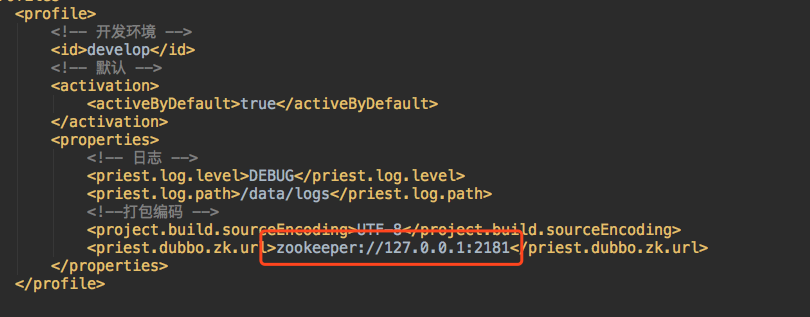 <profile>
<!-- 开发环境 -->
<id>develop</id>
<!-- 默认 -->
<activation>
<activeByDefault>true</activeByDefault>
</activation>
<properties>
<!-- 日志 -->
<priest.log.level>DEBUG</priest.log.level>
<priest.log.path>/data/logs</priest.log.path>
<!--打包编码 -->
<project.build.sourceEncoding>UTF-8</project.build.sourceEncoding>
<priest.dubbo.zk.url>zookeeper://127.0.0.1:2181</priest.dubbo.zk.url>
</properties>
</profile>